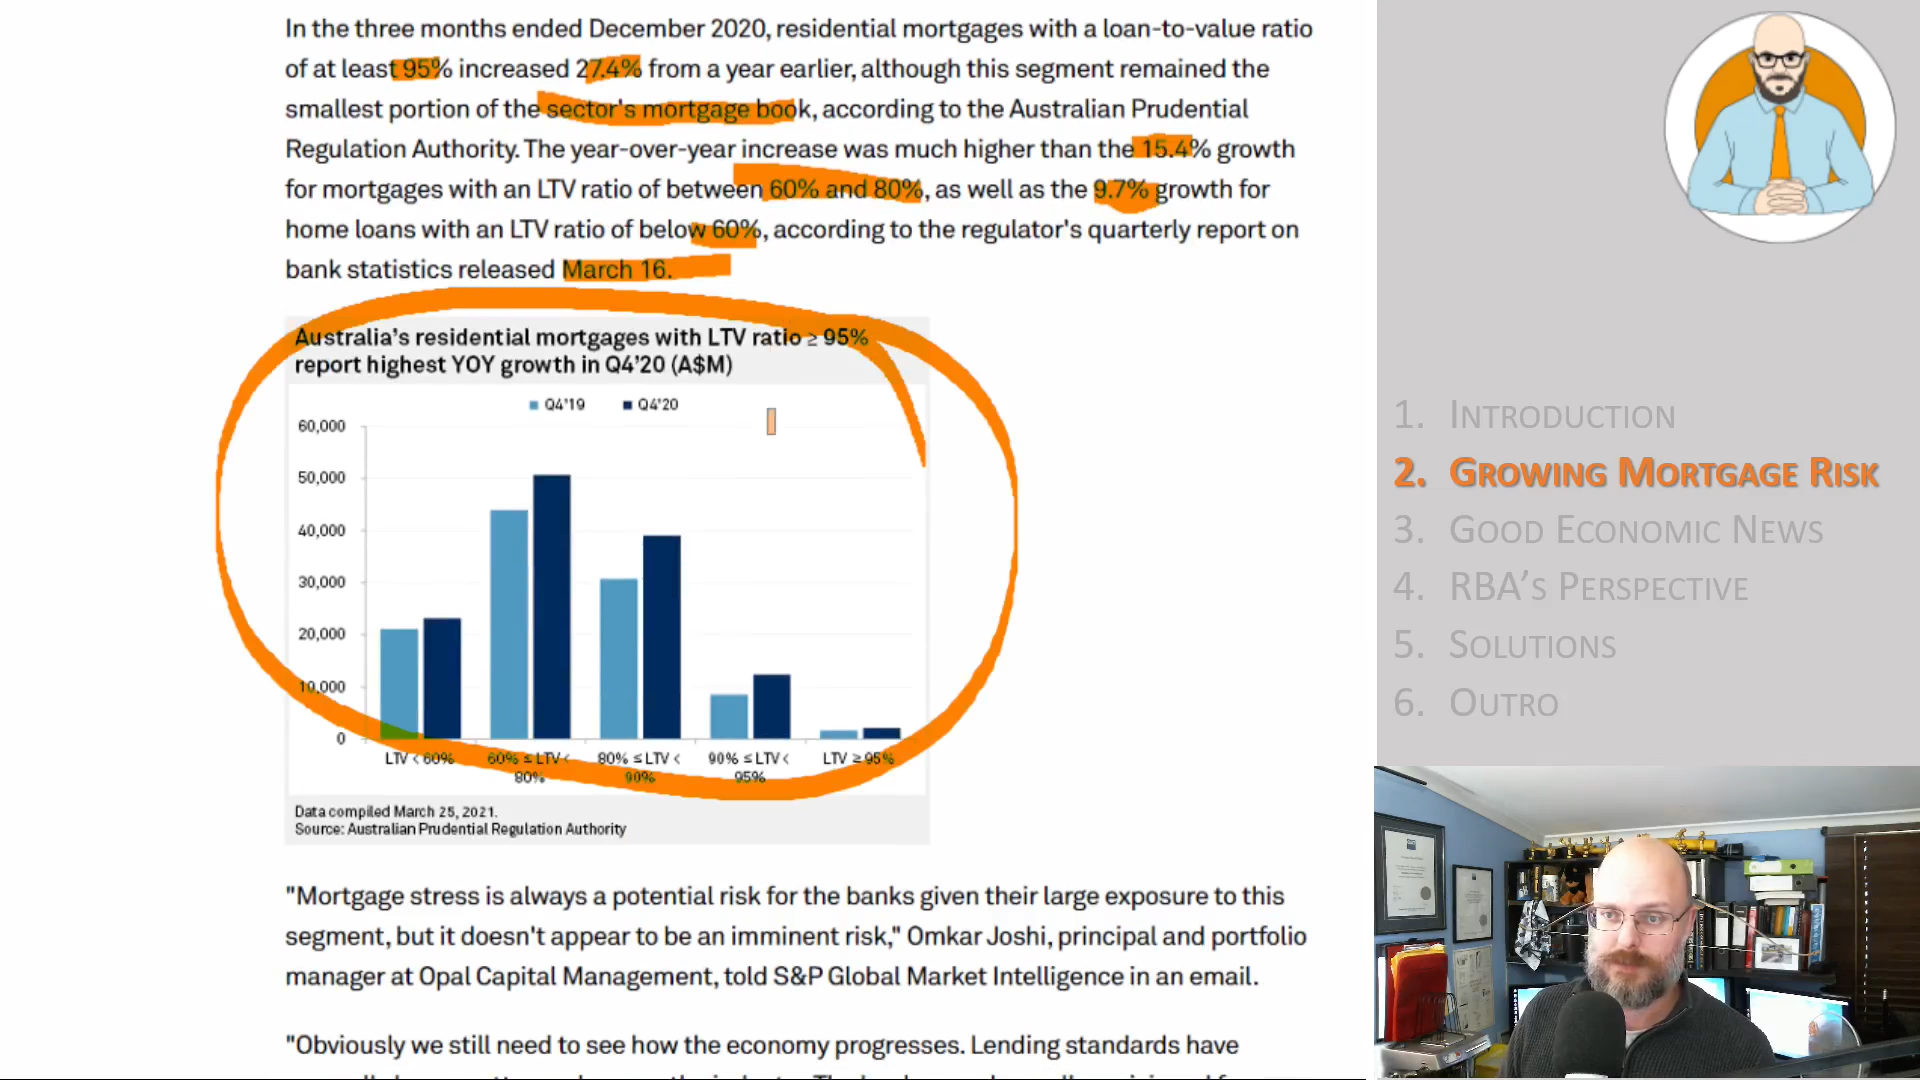 In the three months ended December 2020, residential mortgages with a loan-to-value ratio
of at least 95% increased 27.4% from a year earlier, although this segment remained the
smallest portion of the sector's mortgage book, according to the Australian Prudential
Regulation Authority. The year-over-year increase was much higher than the 15.4% growth
for mortgages with an LTV ratio of between 60% and 80%, as well as the 9.7% growth for
home loans with an LTV ratio of below 60%, according to the regulator's quarterly report on
bank statistics released March 16.
Australia's residential mortgages with LTV ratio ≥ 95%
report highest YOY growth in Q4'20 (A$M)
Q4'19 Q4'20
60,000
50,000
40,000
30,000
20,000
10,000
0
LTV < 60% 60% ≤ LTV < 80% ≤ LTV < 90% ≤ LTV < LTV ≥ 95%
80% 90% 95%
Data compiled March 25, 2021.
Source: Australian Prudential Regulation Authority
"Mortgage stress is always a potential risk for the banks given their large exposure to this
segment, but it doesn't appear to be an imminent risk," Omkar Joshi, principal and portfolio
manager at Opal Capital Management, told S&P Global Market Intelligence in an email.
"Obviously we still need to see how the economy progresses. Lending standards have
1. Introduction
2. Growing Mortgage Risk
3. Good Economic News
4. RBA's Perspective
5. Solutions
6. Outro